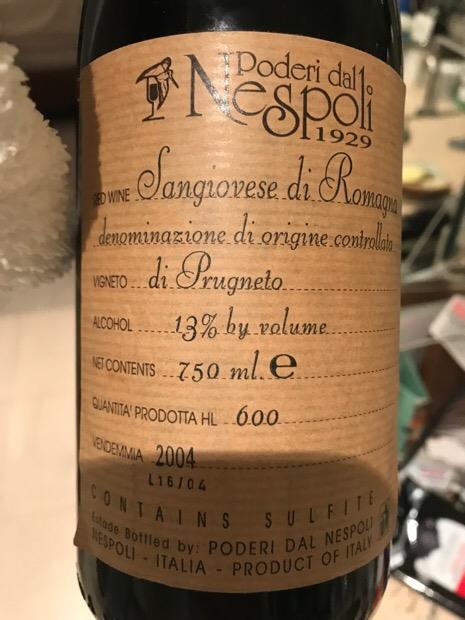 Poderi dal
Nespoli
1929
RED WINE Sangiovese di Romagna
denominazione di origine controllata
VIGNETO di Prugneto
ALCOHOL 13% by volume
NET CONTENTS 750 ml. e
QUANTITA' PRODOTTA HL 600
VENDEMMIA 2004
L16/04
CONTAINS SULFITE
Estade Bottled by: PODERI DAL NESPOLI
NESPOLI - ITALIA - PRODUCT OF ITALY